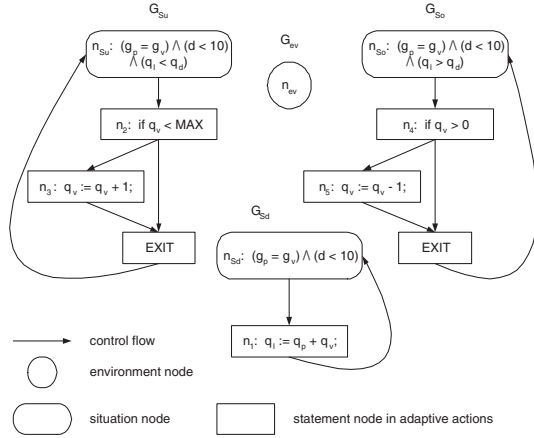 G_Su
n_Su: (g_p = g_v) ∧ (d < 10)
∧ (q_l < q_d)
n_2: if q_v < MAX
n_3: q_v := q_v + 1;
EXIT
G_ev
n_ev
G_So
n_So: (g_p = g_v) ∧ (d < 10)
∧ (q_l > q_d)
n_4: if q_v > 0
n_5: q_v := q_v - 1;
EXIT
G_Sd
n_Sd: (g_p = g_v) ∧ (d < 10)
n_1: q_l := q_p + q_v;
control flow
environment node
situation node
statement node in adaptive actions